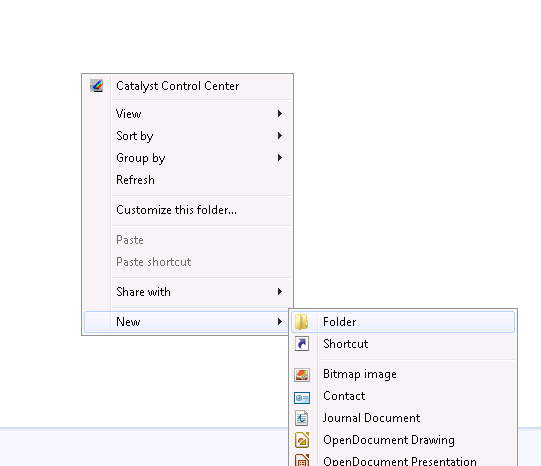 Catalyst Control Center
View
Sort by
Group by
Refresh
Customize this folder...
Paste
Paste shortcut
Share with
New
Folder
Shortcut
Bitmap image
Contact
Journal Document
OpenDocument Drawing
OpenDocument Presentation